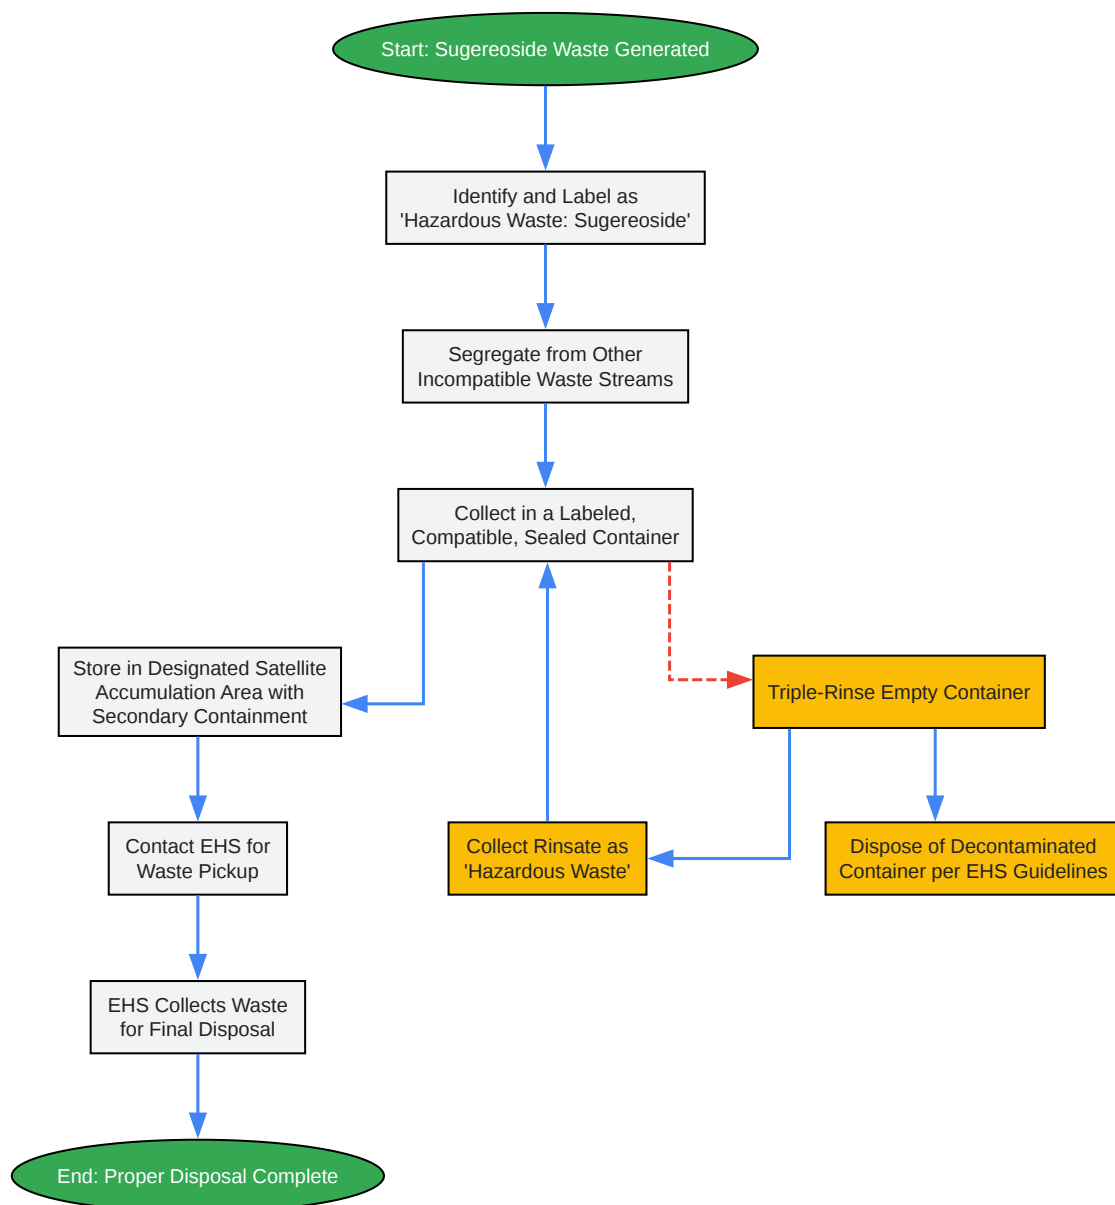 Start: Sugereoside Waste Generated
Identify and Label as
'Hazardous Waste: Sugereoside'
Segregate from Other
Incompatible Waste Streams
Collect in a Labeled,
Compatible, Sealed Container
Store in Designated Satellite
Accumulation Area with
Secondary Containment
Triple-Rinse Empty Container
Contact EHS for
Waste Pickup
Collect Rinsate as
'Hazardous Waste'
Dispose of Decontaminated
Container per EHS Guidelines
EHS Collects Waste
for Final Disposal
End: Proper Disposal Complete